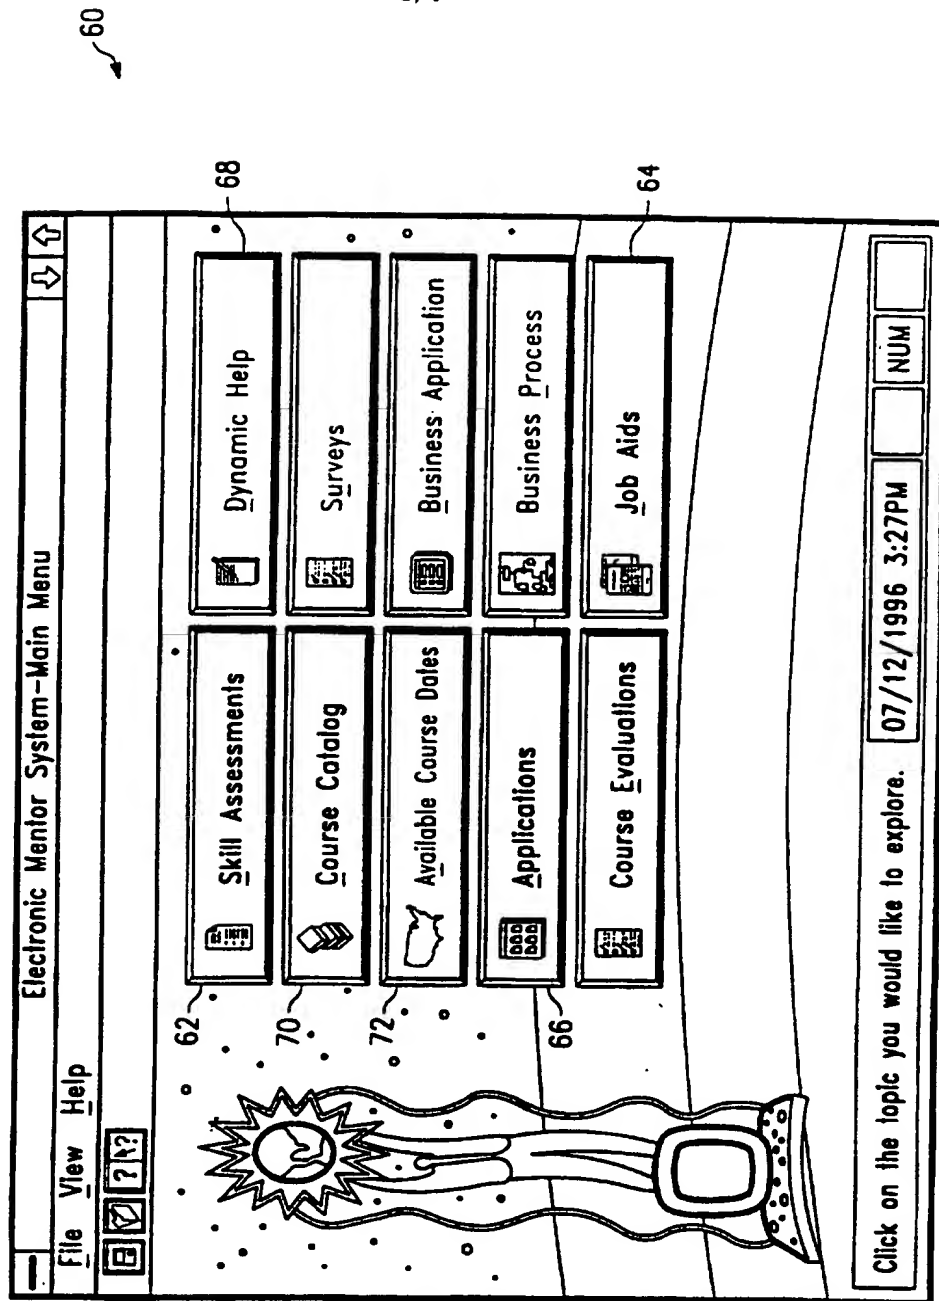 60
Electronic Mentor System-Main Menu
File View Help
? ?
62
Skill Assessments
Dynamic Help
68
70
Course Catalog
Surveys
72
Available Course Dates
Business Application
66
Applications
Business Process
Course Evaluations
Job Aids
64
Click on the topic you would like to explore.
07/12/1996 3:27PM
NUM